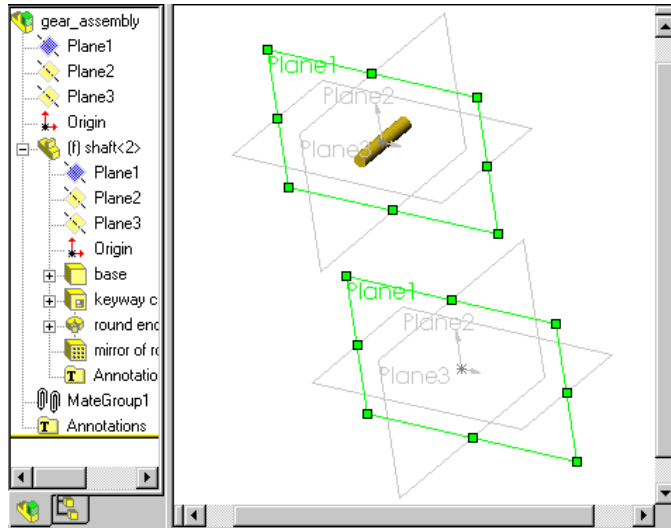 gear_assembly
Plane1
Plane2
Plane3
Origin
(f) shaft<2>
Plane1
Plane2
Plane3
Origin
base
keyway c
round end
mirror of ro
Annotatio
MateGroup1
Annotations
Plane1
Plane2
Plane3
Plane1
Plane2
Plane3